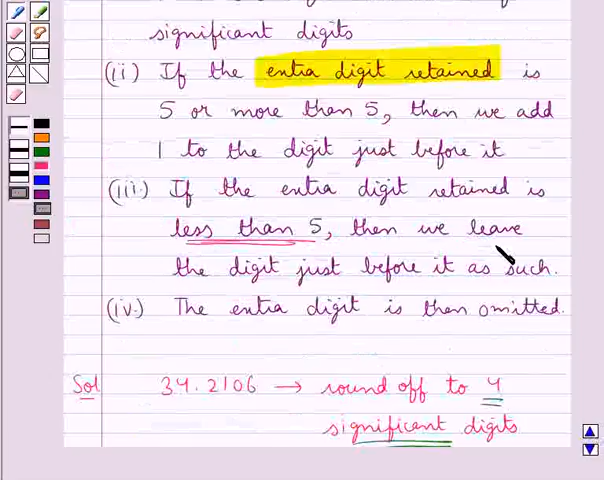 significant digits
(ii) If the extra digit retained is
5 or more than 5, then we add
1 to the digit just before it
(iii.) If the extra digit retained is
less than 5, then we leave
the digit just before it as such.
(iv.) The extra digit is then omitted.
Sol 34.2106 → round off to 4
significant digits